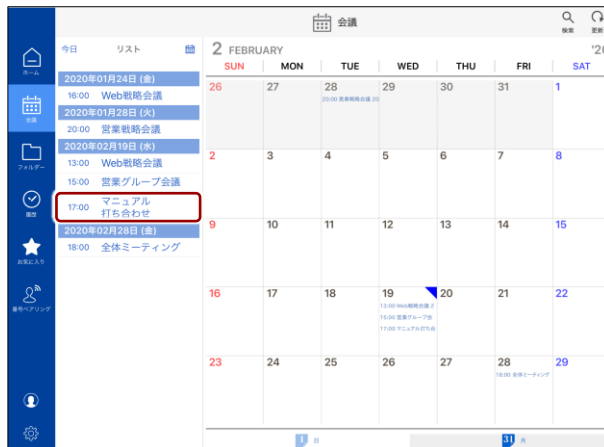 会議
検索
更新
ホーム
会議
フォルダー
履歴
お気に入り
番号ペアリング
今日 リスト
2020年01月24日 (金)
16:00 Web戦略会議
2020年01月28日 (火)
20:00 営業戦略会議
2020年02月19日 (水)
13:00 Web戦略会議
15:00 営業グループ会議
17:00 マニュアル
打ち合わせ
2020年02月28日 (金)
18:00 全体ミーティング
2 FEBRUARY '20
SUN MON TUE WED THU FRI SAT
26 27 28 29 30 31 1
20:00 営業戦略会議 20
2 3 4 5 6 7 8
9 10 11 12 13 14 15
16 17 18 19 20 21 22
13:00 Web戦略会議 2
15:00 営業グループ会
17:00 マニュアル打ち合
23 24 25 26 27 28 29
18:00 全体ミーティング
1 日
31 月